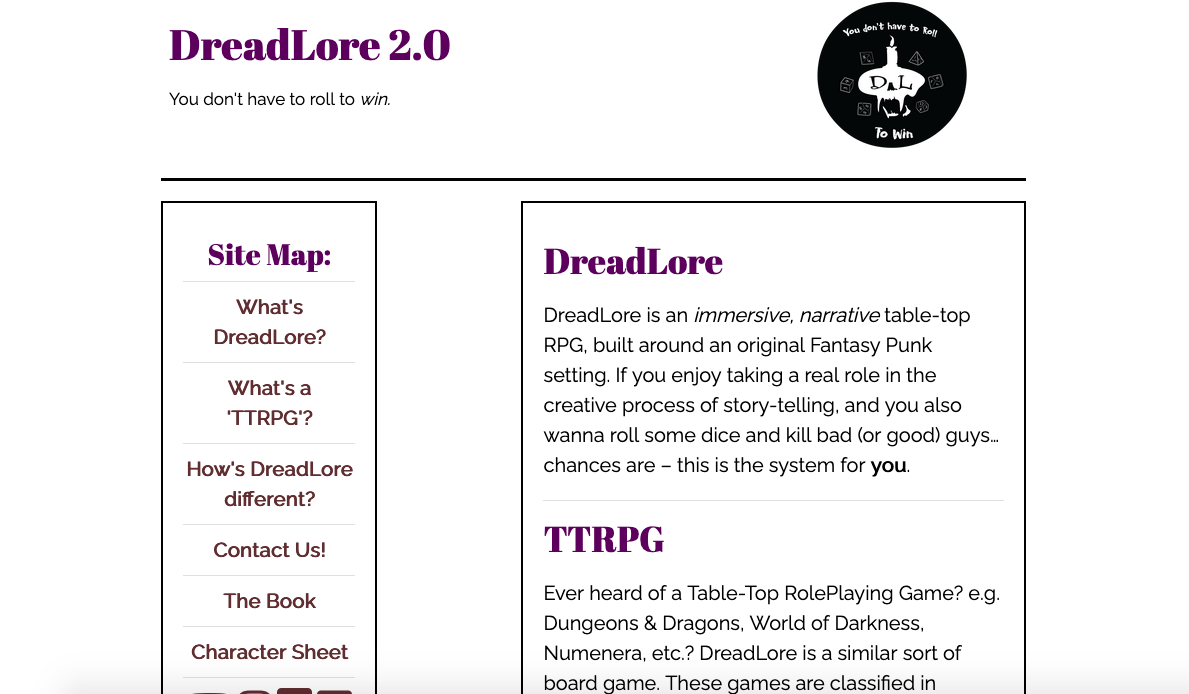 DreadLore 2.0
You don't have to roll to win.
You don't have to Roll
D&L
To Win
Site Map:
What's
DreadLore?
What's a
'TTRPG'?
How's DreadLore
different?
Contact Us!
The Book
Character Sheet
DreadLore
DreadLore is an immersive, narrative table-top
RPG, built around an original Fantasy Punk
setting. If you enjoy taking a real role in the
creative process of story-telling, and you also
wanna roll some dice and kill bad (or good) guys…
chances are – this is the system for you.
TTRPG
Ever heard of a Table-Top RolePlaying Game? e.g.
Dungeons & Dragons, World of Darkness,
Numenera, etc.? DreadLore is a similar sort of
board game. These games are classified in